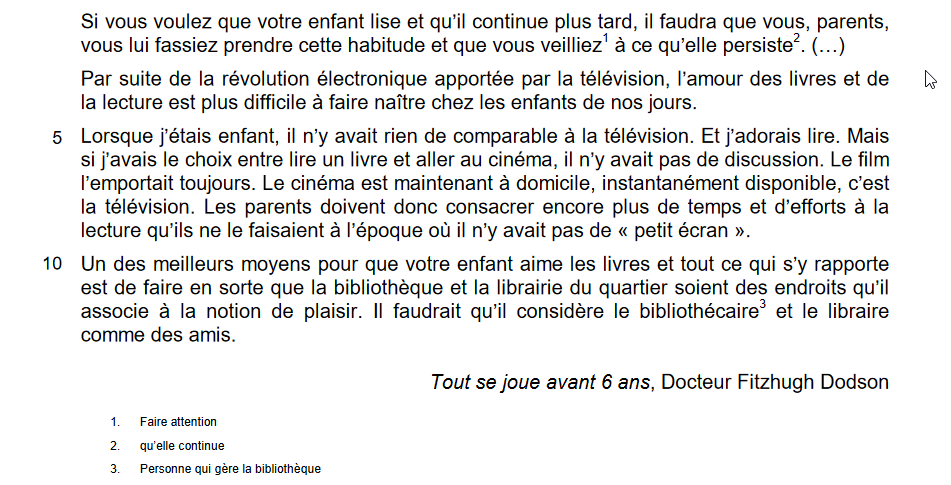 Si vous voulez que votre enfant lise et qu’il continue plus tard, il faudra que vous, parents,
vous lui fassiez prendre cette habitude et que vous veilliez1 à ce qu’elle persiste2. (…)
Par suite de la révolution électronique apportée par la télévision, l’amour des livres et de
la lecture est plus difficile à faire naître chez les enfants de nos jours.
5 Lorsque j’étais enfant, il n’y avait rien de comparable à la télévision. Et j’adorais lire. Mais
si j’avais le choix entre lire un livre et aller au cinéma, il n’y avait pas de discussion. Le film
l’emportait toujours. Le cinéma est maintenant à domicile, instantanément disponible, c’est
la télévision. Les parents doivent donc consacrer encore plus de temps et d’efforts à la
lecture qu’ils ne le faisaient à l’époque où il n’y avait pas de « petit écran ».
10 Un des meilleurs moyens pour que votre enfant aime les livres et tout ce qui s’y rapporte
est de faire en sorte que la bibliothèque et la librairie du quartier soient des endroits qu’il
associe à la notion de plaisir. Il faudrait qu’il considère le bibliothécaire3 et le libraire
comme des amis.
Tout se joue avant 6 ans, Docteur Fitzhugh Dodson
1. Faire attention
2. qu’elle continue
3. Personne qui gère la bibliothèque